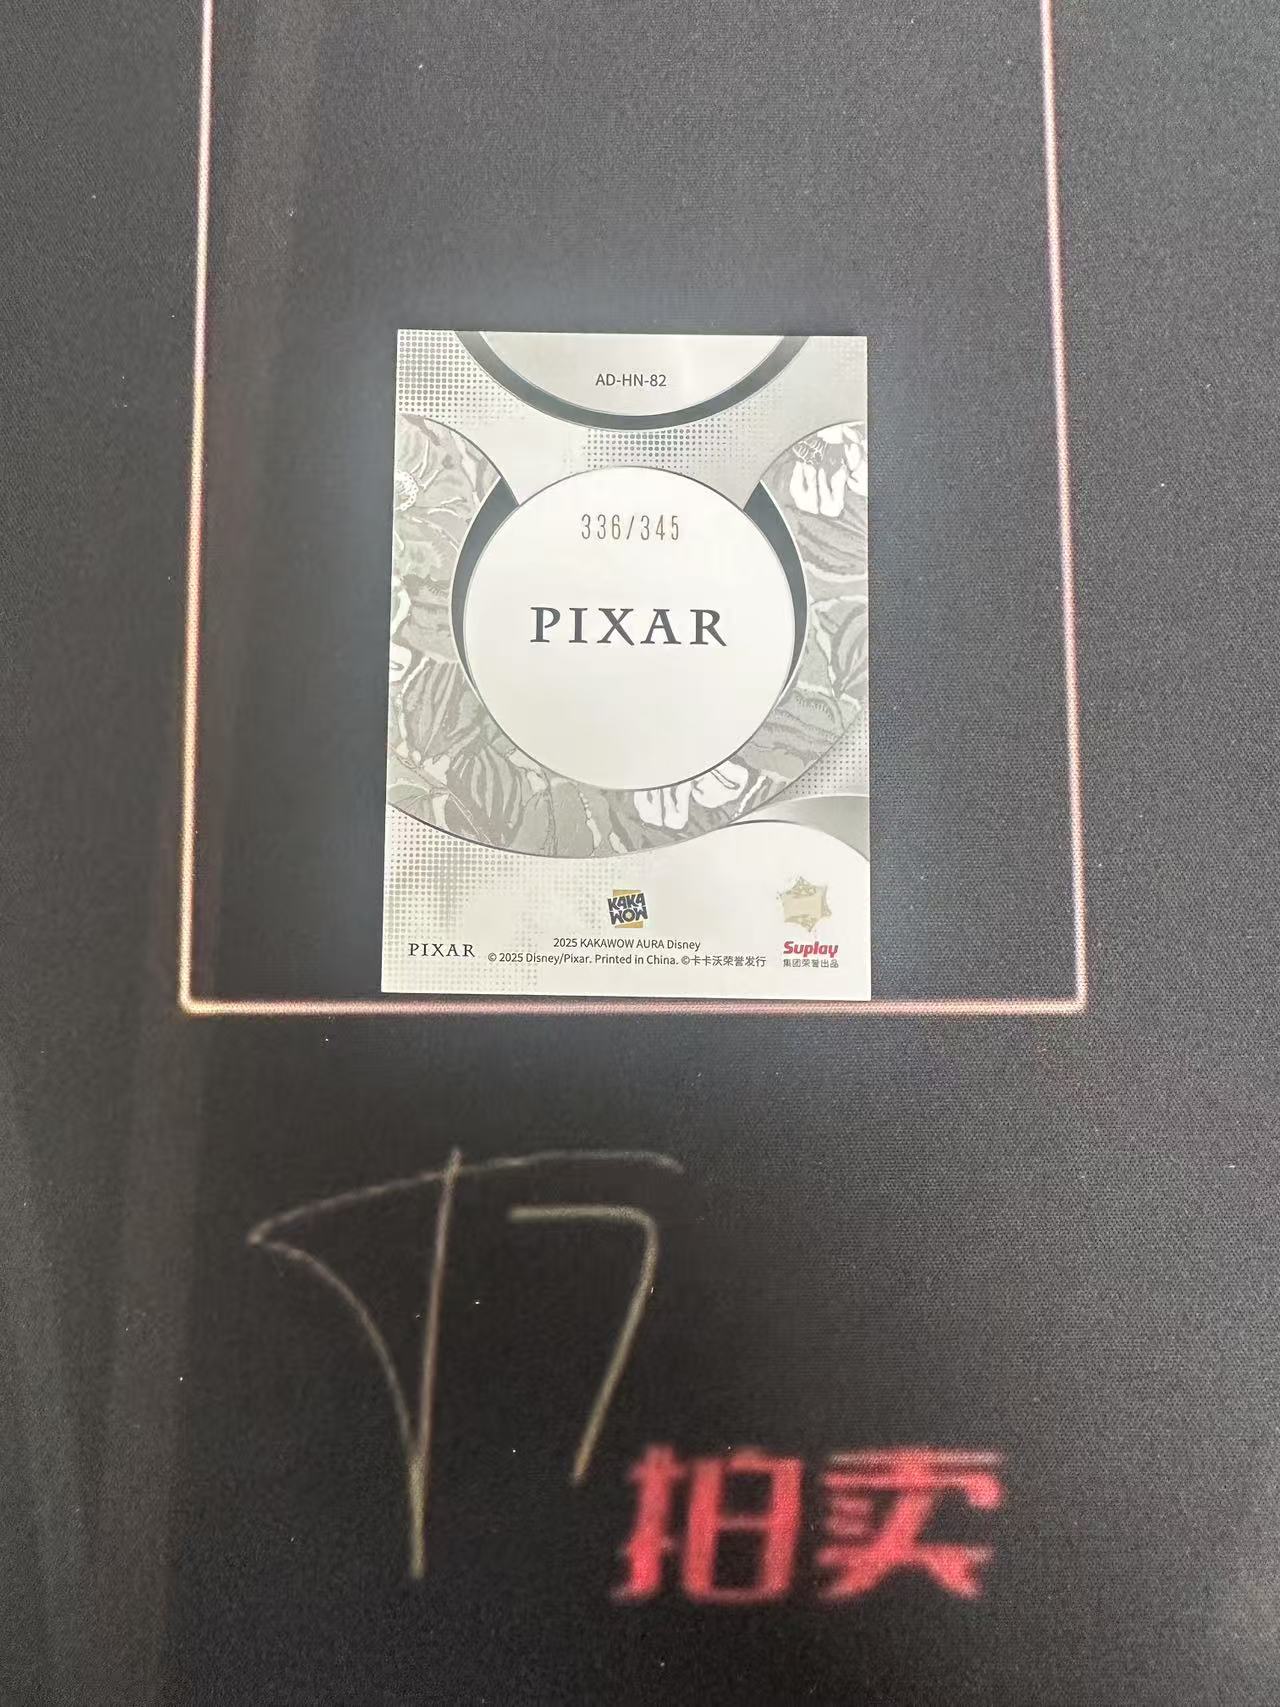 AD-HN-82
336/345
PIXAR
KAKA
WOW
PIXAR
2025 KAKAWOW AURA Disney
© 2025 Disney/Pixar. Printed in China. ©卡卡沃荣誉发行
Suplay
集团荣誉出品
拍卖